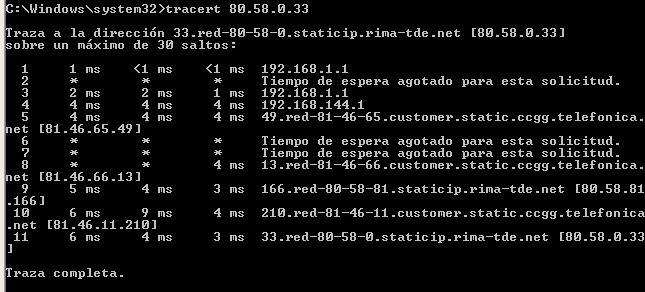 C:\Windows\system32>tracert 80.58.0.33
Traza a la dirección 33.red-80-58-0.staticip.rima-tde.net [80.58.0.33]
sobre un máximo de 30 saltos:
1 1 ms <1 ms <1 ms 192.168.1.1
2 * * * Tiempo de espera agotado para esta solicitud.
3 2 ms 2 ms 1 ms 192.168.1.1
4 4 ms 4 ms 4 ms 192.168.144.1
5 4 ms 4 ms 4 ms 49.red-81-46-65.customer.static.ccgg.telefonica.
net [81.46.65.49]
6 * * * Tiempo de espera agotado para esta solicitud.
7 * * * Tiempo de espera agotado para esta solicitud.
8 * * 4 ms 13.red-81-46-66.customer.static.ccgg.telefonica.
net [81.46.66.13]
9 5 ms 4 ms 3 ms 166.red-80-58-81.staticip.rima-tde.net [80.58.81
.166]
10 6 ms 9 ms 4 ms 210.red-81-46-11.customer.static.ccgg.telefonica
.net [81.46.11.210]
11 6 ms 4 ms 3 ms 33.red-80-58-0.staticip.rima-tde.net [80.58.0.33
]
Traza completa.